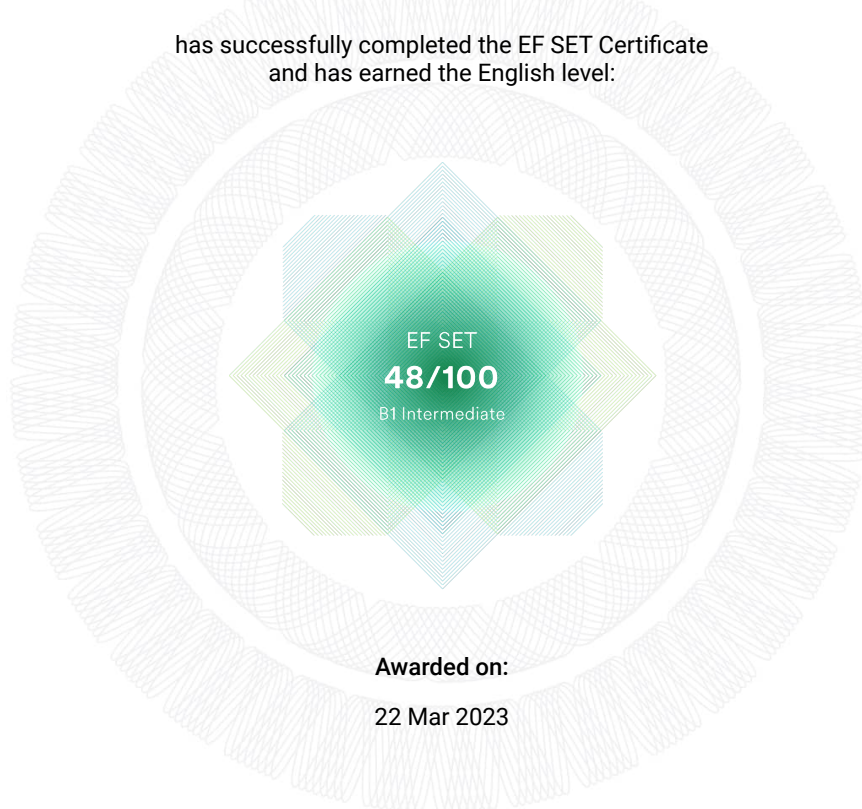 has successfully completed the EF SET Certificate
and has earned the English level:
EF SET
48/100
B1 Intermediate
Awarded on:
22 Mar 2023